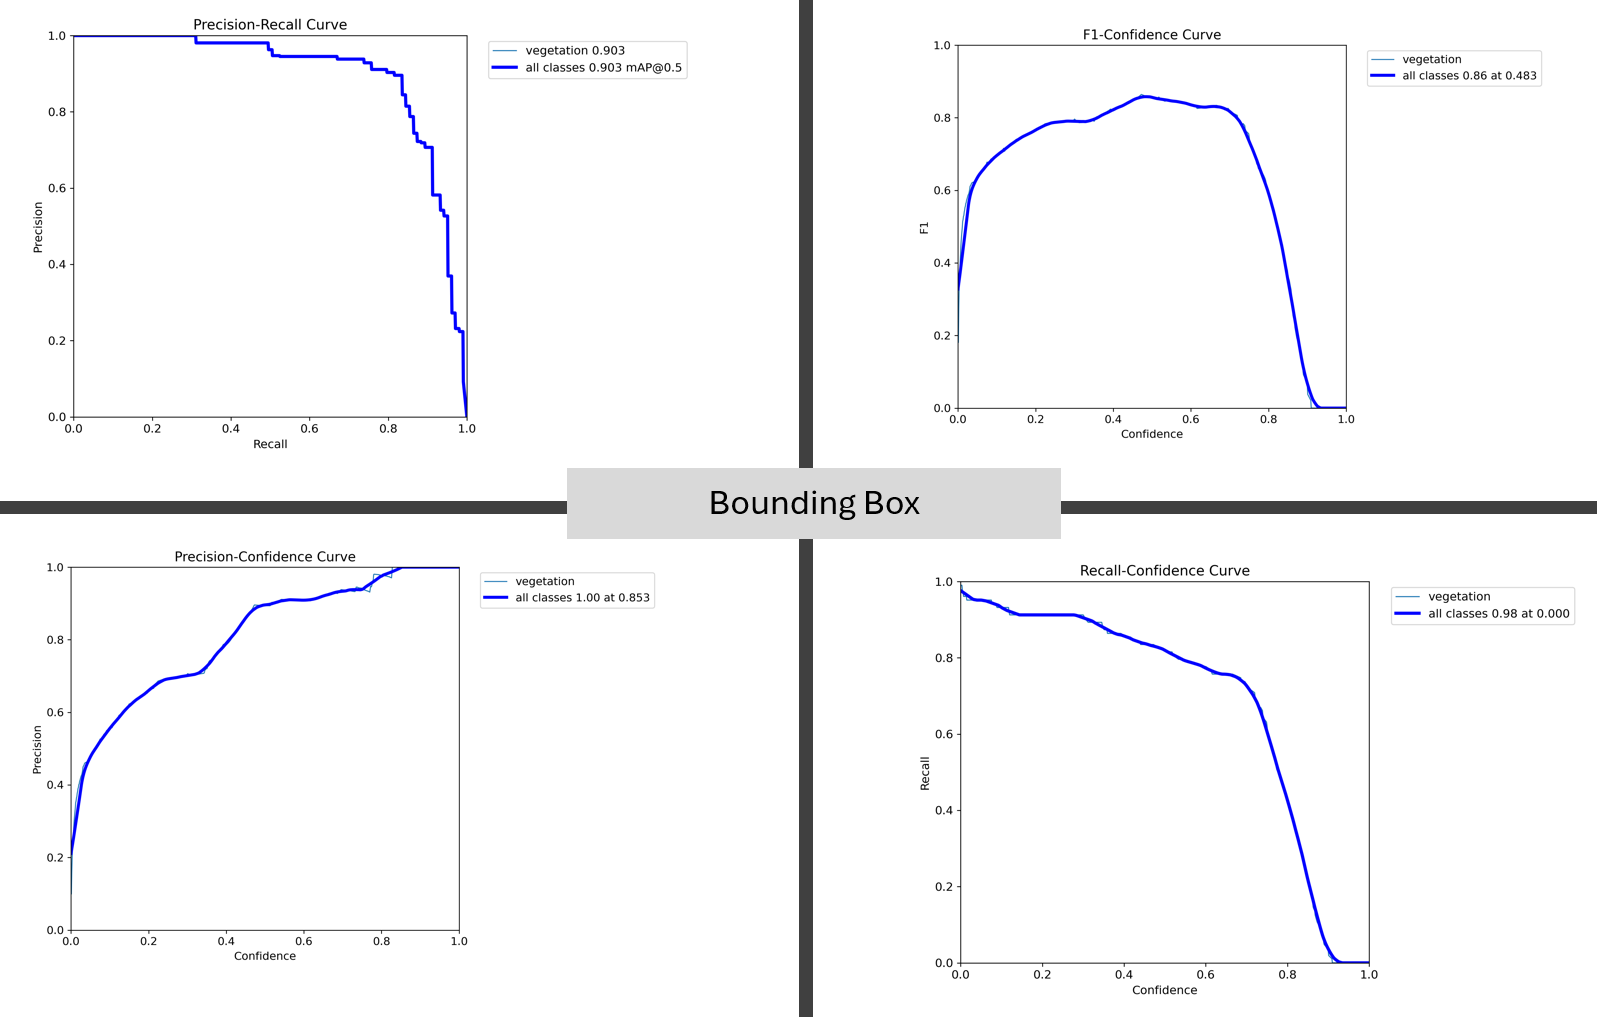 Precision-Recall Curve
1.0
0.8
0.6
0.4
0.2
0.0
Precision
0.0 0.2 0.4 0.6 0.8 1.0
Recall
vegetation 0.903
all classes 0.903 mAP@0.5
F1-Confidence Curve
1.0
0.8
0.6
0.4
0.2
0.0
F1
0.0 0.2 0.4 0.6 0.8 1.0
Confidence
vegetation
all classes 0.86 at 0.483
Bounding Box
Precision-Confidence Curve
1.0
0.8
0.6
0.4
0.2
0.0
Precision
0.0 0.2 0.4 0.6 0.8 1.0
Confidence
vegetation
all classes 1.00 at 0.853
Recall-Confidence Curve
1.0
0.8
0.6
0.4
0.2
0.0
Recall
0.0 0.2 0.4 0.6 0.8 1.0
Confidence
vegetation
all classes 0.98 at 0.000